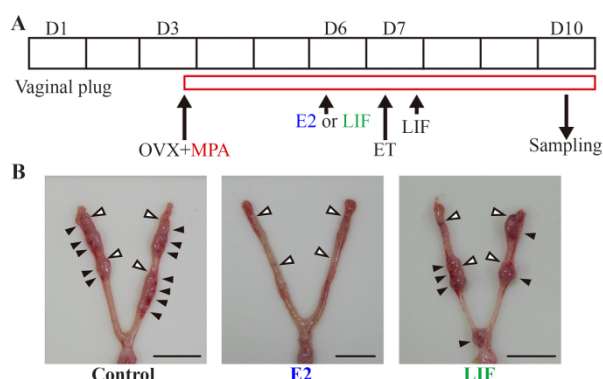 A
D1 D3 D6 D7 D10
Vaginal plug
E2 or LIF
LIF
OVX+MPA
ET
Sampling
B
Control E2 LIF